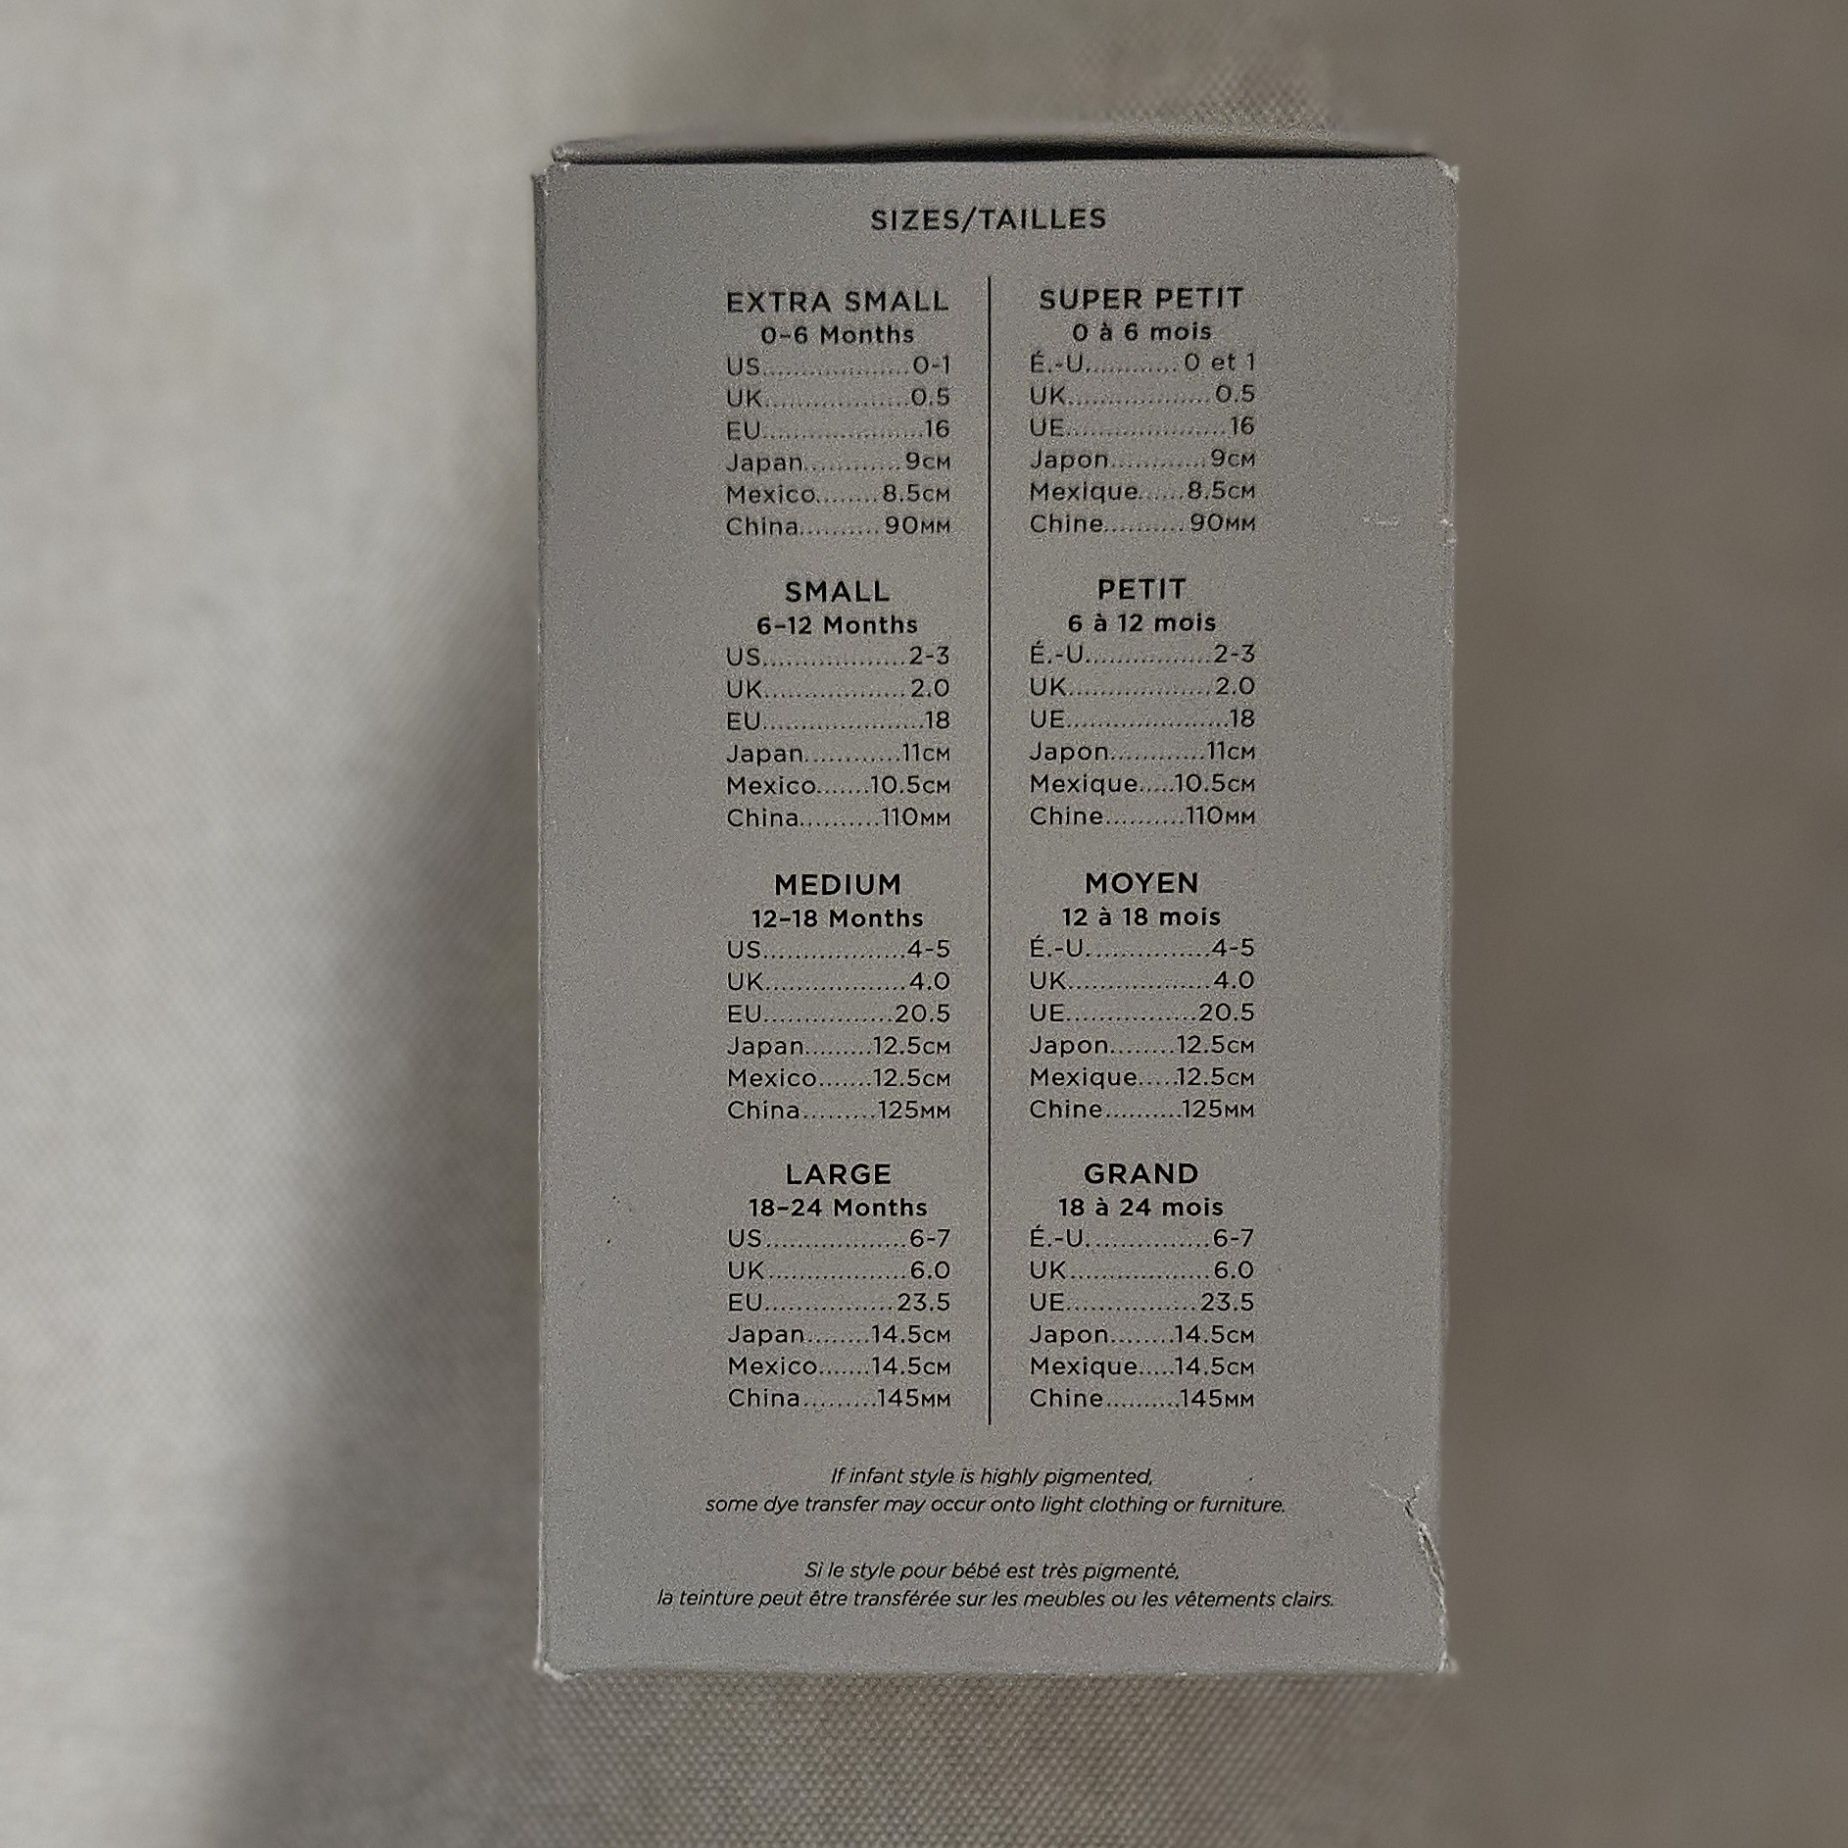 SIZES/TAILLES
EXTRA SMALL
0-6 Months
US...................0-1
UK...................0.5
EU.....................16
Japan............9CM
Mexico........8.5CM
China..........90MM
SMALL
6-12 Months
US...................2-3
UK...................2.0
EU.....................18
Japan............11CM
Mexico.......10.5CM
China..........110MM
MEDIUM
12-18 Months
US...................4-5
UK...................4.0
EU.................20.5
Japan.........12.5CM
Mexico.......12.5CM
China.........125MM
LARGE
18-24 Months
US...................6-7
UK...................6.0
EU.................23.5
Japan........14.5CM
Mexico.......14.5CM
China.........145MM
SUPER PETIT
0 à 6 mois
É.-U............0 et 1
UK...................0.5
UE.....................16
Japon............9CM
Mexique......8.5CM
Chine..........90MM
PETIT
6 à 12 mois
É.-U................2-3
UK...................2.0
UE.....................18
Japon............11CM
Mexique.....10.5CM
Chine..........110MM
MOYEN
12 à 18 mois
É.-U................4-5
UK...................4.0
UE.................20.5
Japon........12.5CM
Mexique.....12.5CM
Chine..........125MM
GRAND
18 à 24 mois
É.-U................6-7
UK...................6.0
UE.................23.5
Japon........14.5CM
Mexique.....14.5CM
Chine..........145MM
If infant style is highly pigmented,
some dye transfer may occur onto light clothing or furniture.
Si le style pour bébé est très pigmenté,
la teinture peut être transférée sur les meubles ou les vêtements clairs.